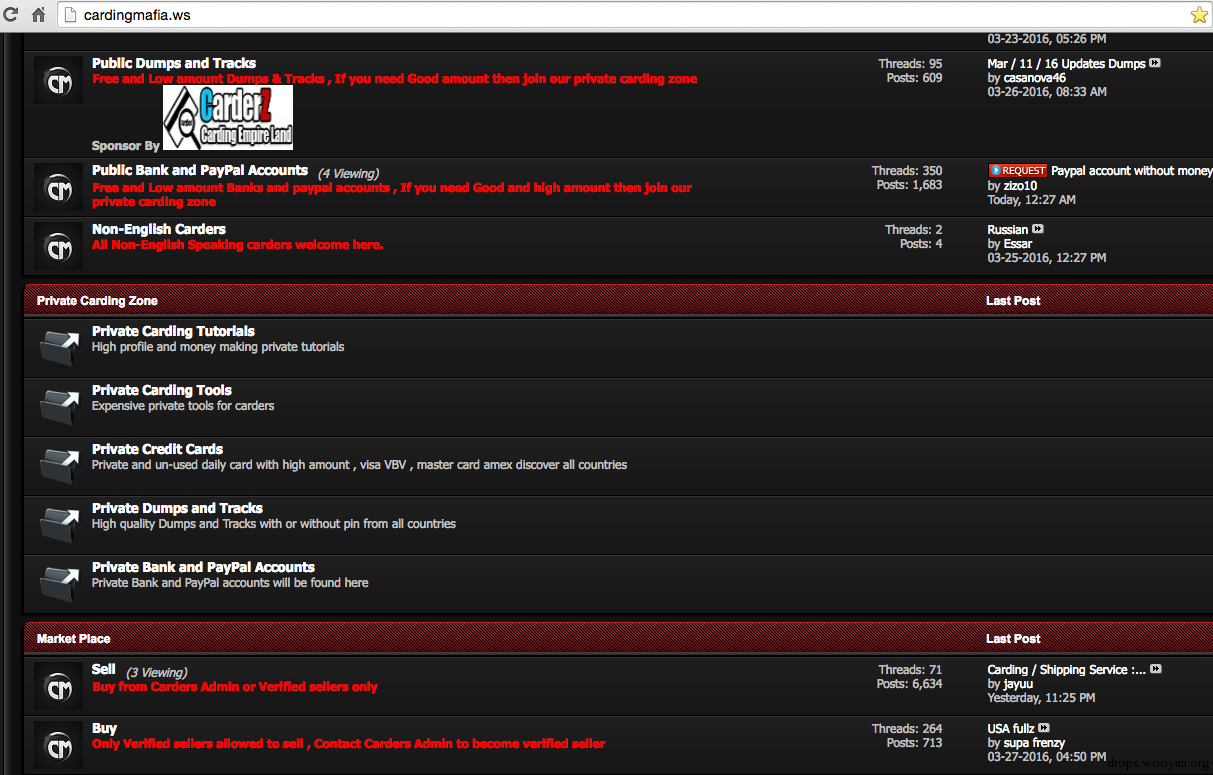 cardingmafia.ws
03-23-2016, 05:26 PM
Public Dumps and Tracks
Free and Low amount Dumps & Tracks , If you need Good amount then join our private carding zone
CarderZ
Carding Empire Land
Carder
Sponsor By
Threads: 95
Posts: 609
Mar / 11 / 16 Updates Dumps
by casanova46
03-26-2016, 08:33 AM
CM
Public Bank and PayPal Accounts (4 Viewing)
Free and Low amount Banks and paypal accounts , If you need Good and high amount then join our
private carding zone
Threads: 350
Posts: 1,683
REQUEST Paypal account without money
by zizo10
Today, 12:27 AM
CM
Non-English Carders
All Non-English Speaking carders welcome here.
Threads: 2
Posts: 4
Russian
by Essar
03-25-2016, 12:27 PM
CM
Private Carding Zone Last Post
Private Carding Tutorials
High profile and money making private tutorials
Private Carding Tools
Expensive private tools for carders
Private Credit Cards
Private and un-used daily card with high amount , visa VBV , master card amex discover all countries
Private Dumps and Tracks
High quality Dumps and Tracks with or without pin from all countries
Private Bank and PayPal Accounts
Private Bank and PayPal accounts will be found here
Market Place Last Post
Sell (3 Viewing)
Buy from Carders Admin or Verified sellers only
Threads: 71
Posts: 6,634
Carding / Shipping Service :...
by jayuu
Yesterday, 11:25 PM
CM
Buy
Only Verified sellers allowed to sell , Contact Carders Admin to become verified seller
Threads: 264
Posts: 713
USA fullz
by supa frenzy
03-27-2016, 04:50 PM
CM
drops.wooyun.org